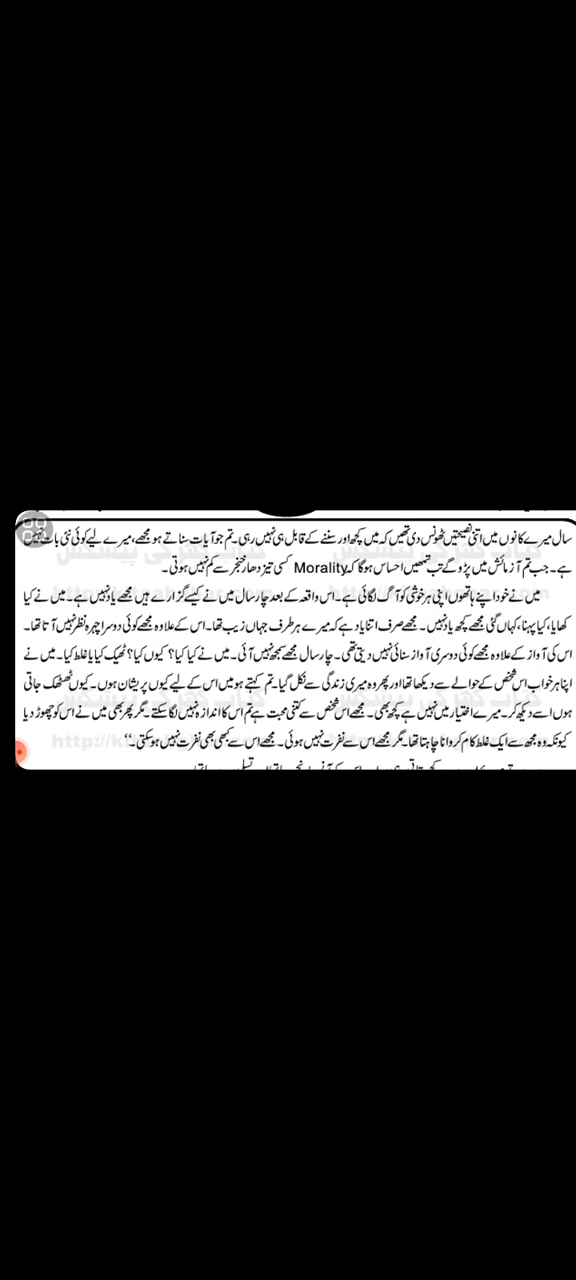 سال میرے کانوں میں اتنی نصیحتیں ٹھونس دی تھیں کہ میں کچھ اور سننے کے قابل ہی نہیں رہی۔ تم جو آیات سناتے ہو مجھے، میرے لیے کوئی نئی بات نہیں
ہے۔ جب تم آزمائش میں پڑو گے تب تمھیں احساس ہوگا کہ Morality کسی تیز دھار خنجر سے کم نہیں ہوتی۔
میں نے خود اپنے ہاتھوں اپنی ہر خوشی کو آگ لگائی ہے۔ اس واقعہ کے بعد چار سال میں نے کیسے گزارے ہیں مجھے یاد نہیں ہے۔ میں نے کیا
کھایا، کیا پہنا، کہاں گئی مجھے کچھ یاد نہیں۔ مجھے صرف اتنا یاد ہے کہ میرے ہر طرف جہاں زیب تھا۔ اس کے علاوہ مجھے کوئی دوسرا چہرہ نظر نہیں آتا تھا۔
اس کی آواز کے علاوہ مجھے کوئی دوسری آواز سنائی نہیں دیتی تھی۔ چار سال مجھے سمجھ نہیں آئی۔ میں نے کیا کیا؟ کیوں کیا؟ ٹھیک کیا یا غلط کیا۔ میں نے
اپنا ہر خواب اس شخص کے حوالے سے دیکھا تھا اور پھر وہ میری زندگی سے نکل گیا۔ تم کہتے ہو میں اس کے لیے کیوں پریشان ہوں۔ کیوں ٹھٹھک جاتی
ہوں اسے دیکھ کر۔ میرے اختیار میں نہیں ہے کچھ بھی۔ مجھے اس شخص سے کتنی محبت ہے تم اس کا اندازہ نہیں لگا سکتے۔ مگر پھر بھی میں نے اس کو چھوڑ دیا
کیونکہ وہ مجھ سے ایک غلط کام کروانا چاہتا تھا۔ مگر مجھے اس سے نفرت نہیں ہوئی۔ مجھے اس سے کبھی بھی نفرت نہیں ہو سکتی۔‘‘